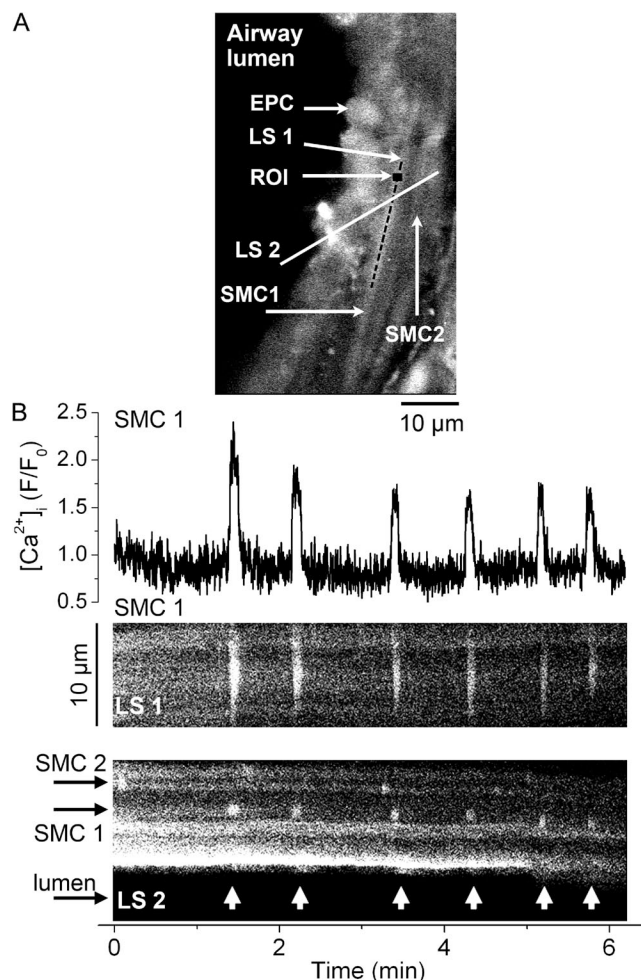 A
Airway
lumen
EPC
LS 1
ROI
LS 2
SMC1
SMC2
10 µm
B
SMC 1
2.5
2.0
1.5
1.0
0.5
[Ca²⁺]ᵢ (F/F₀)
SMC 1
10 µm
LS 1
SMC 2
SMC 1
lumen
LS 2
0 2 4 6
Time (min)